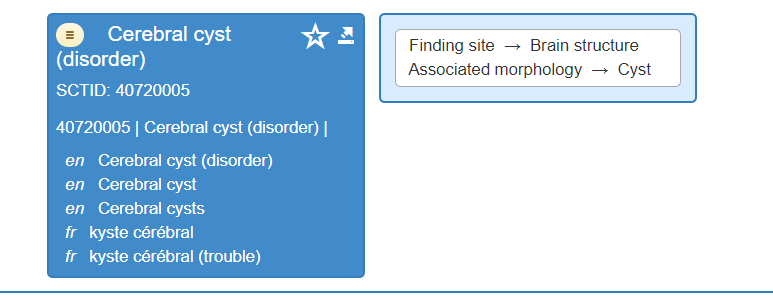 Cerebral cyst
(disorder)
SCTID: 40720005
40720005 | Cerebral cyst (disorder) |
en Cerebral cyst (disorder)
en Cerebral cyst
en Cerebral cysts
fr kyste cérébral
fr kyste cérébral (trouble)
Finding site → Brain structure
Associated morphology → Cyst